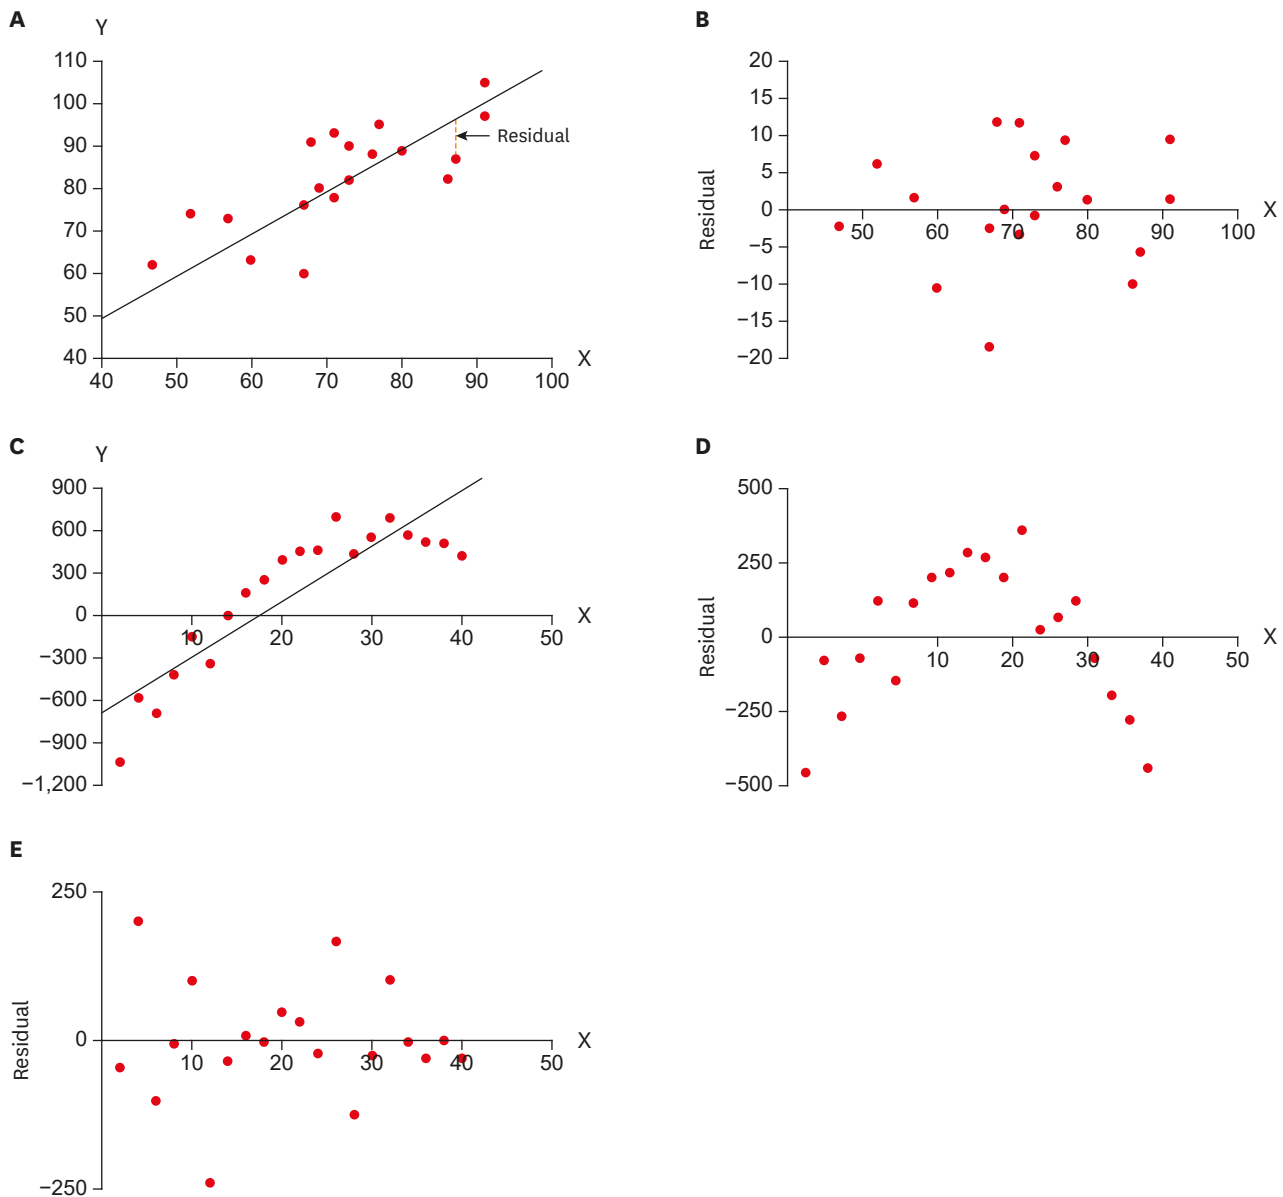 A
Y
110
100
90
80
70
60
50
40
Residual
X
40 50 60 70 80 90 100
B
20
15
10
5
0
−5
−10
−15
−20
Residual
X
50 60 70 80 90 100
C
Y
900
600
300
0
−300
−600
−900
−1,200
X
10 20 30 40 50
D
500
250
0
−250
−500
Residual
X
10 20 30 40 50
E
250
0
−250
Residual
X
10 20 30 40 50